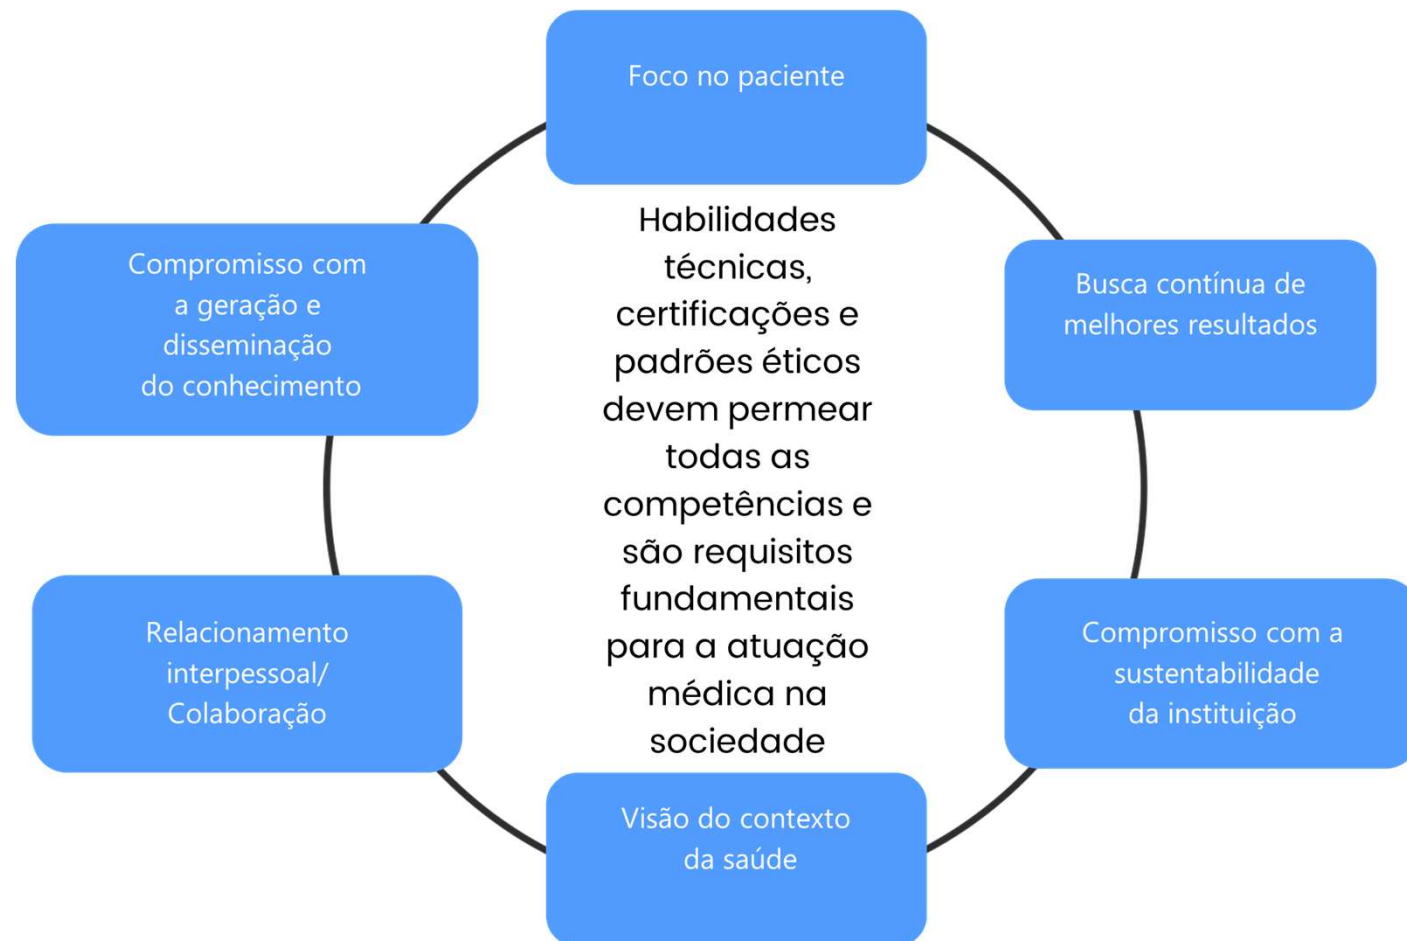 Foco no paciente
Habilidades
técnicas,
certificações e
padrões éticos
devem permear
todas as
competências e
são requisitos
fundamentais
para a atuação
médica na
sociedade
Busca contínua de
melhores resultados
Compromisso com a
sustentabilidade
da instituição
Visão do contexto
da saúde
Relacionamento
interpessoal/
Colaboração
Compromisso com
a geração e
disseminação
do conhecimento